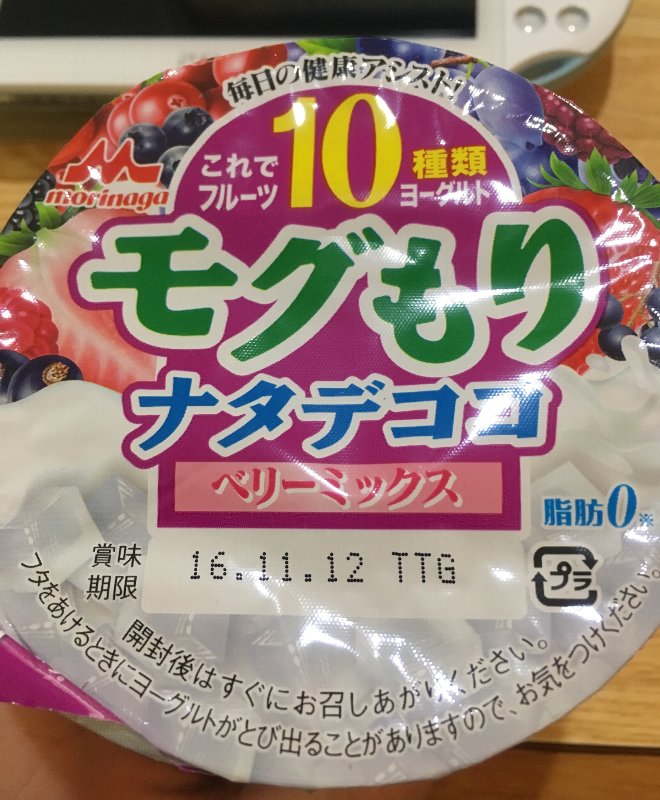 毎日の健康アシスト!
morinaga
これで
フルーツ
10
種類
ヨーグルト
モグもり
ナタデココ
ベリーミックス
脂肪0※
賞味
期限
16.11.12 TTG
プラ
開封後はすぐにお召しあがりください。
フタをあけるときにヨーグルトがとび出ることがありますので、お気をつけください。